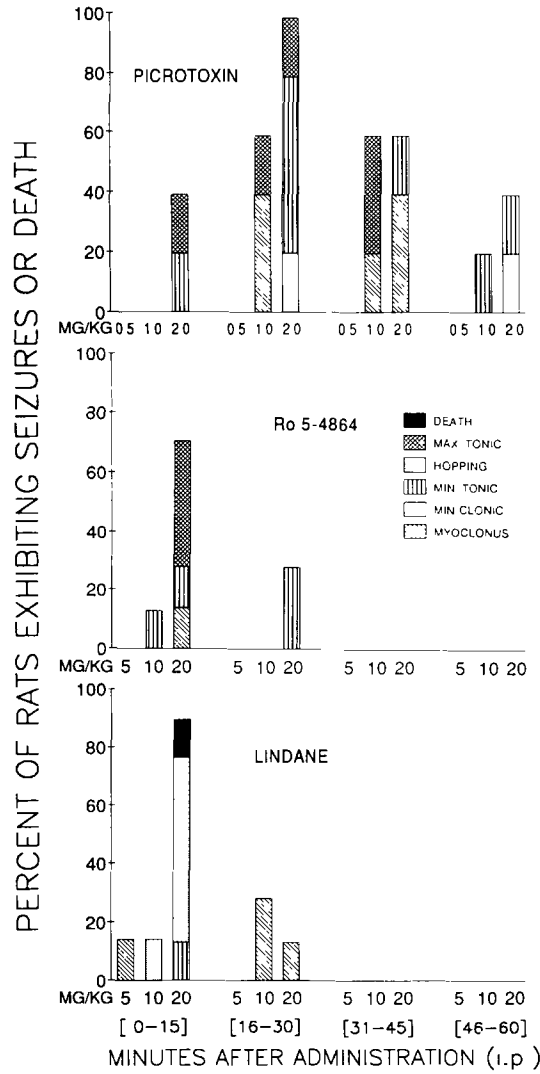 PERCENT OF RATS EXHIBITING SEIZURES OR DEATH
100
80
60
40
20
0
PICROTOXIN
MG/KG 0.5 1.0 2.0 0.5 1.0 2.0 0.5 1.0 2.0 0.5 1.0 2.0
100
80
60
40
20
0
Ro 5-4864
DEATH
MAX TONIC
HOPPING
MIN TONIC
MIN CLONIC
MYOCLONUS
MG/KG 5 10 20 5 10 20 5 10 20 5 10 20
100
80
60
40
20
0
LINDANE
MG/KG 5 10 20 5 10 20 5 10 20 5 10 20
[ 0-15] [16-30] [31-45] [46-60]
MINUTES AFTER ADMINISTRATION (i.p)